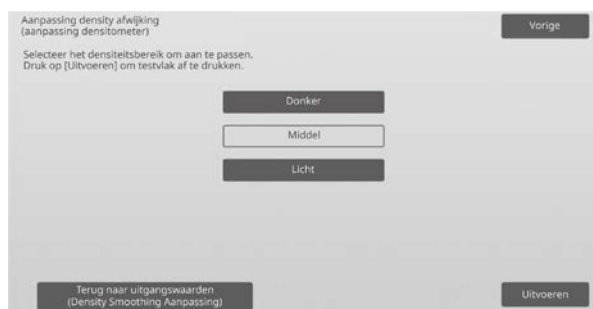 Aanpassing density afwijking
(aanpassing densitometer)
Vorige
Selecteer het densiteitsbereik om aan te passen.
Druk op [Uitvoeren] om testvlak af te drukken.
Donker
Middel
Licht
Terug naar uitgangswaarden
(Density Smoothing Aanpassing)
Uitvoeren